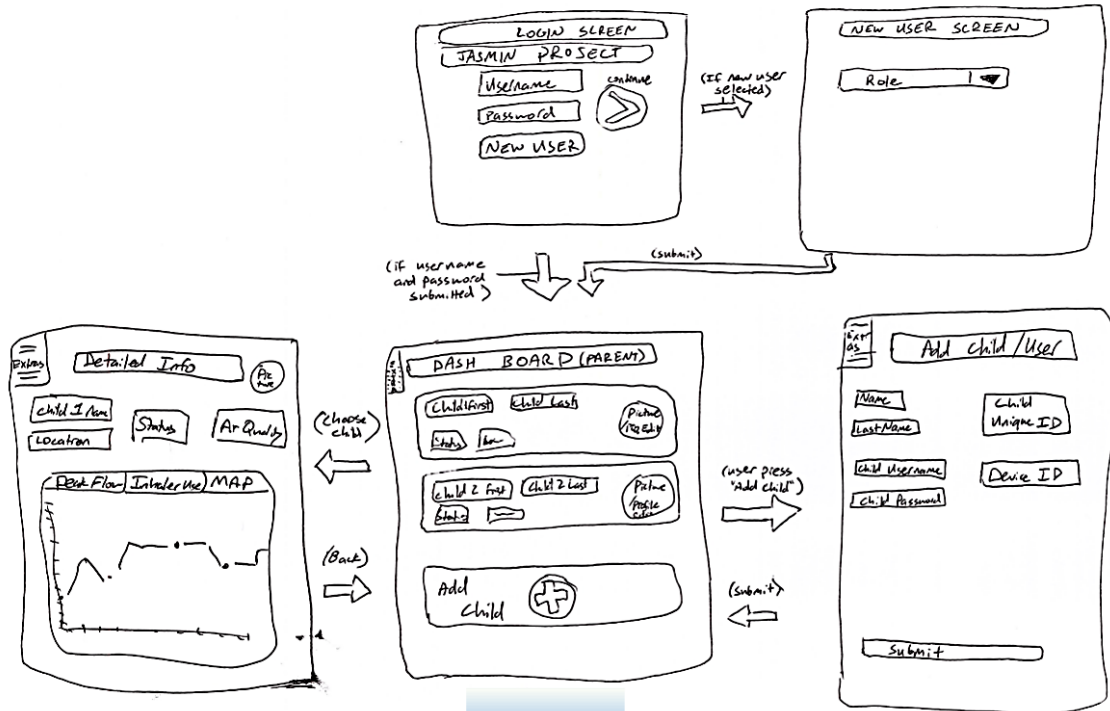 LOGIN SCREEN
JASMIN PROJECT
Username
Password
NEW USER
continue
(If new user
selected)
NEW USER SCREEN
Role
(if username
and password
submitted)
(submit)
Extras
Detailed Info
Child 1 Name
Location
Status
Air Quality
Peak Flow
Inhaler Use
MAP
(Choose
Child)
(Back)
DASH BOARD (PARENT)
Child 1 First
Child Last
Status
Picture
Child 2 First
Child 2 Last
Status
Picture
Profile
Add
Child
(user press
"Add Child")
(submit)
Extras
Add Child/User
Name
Last Name
Child
Unique ID
Child Username
Child Password
Device ID
Submit